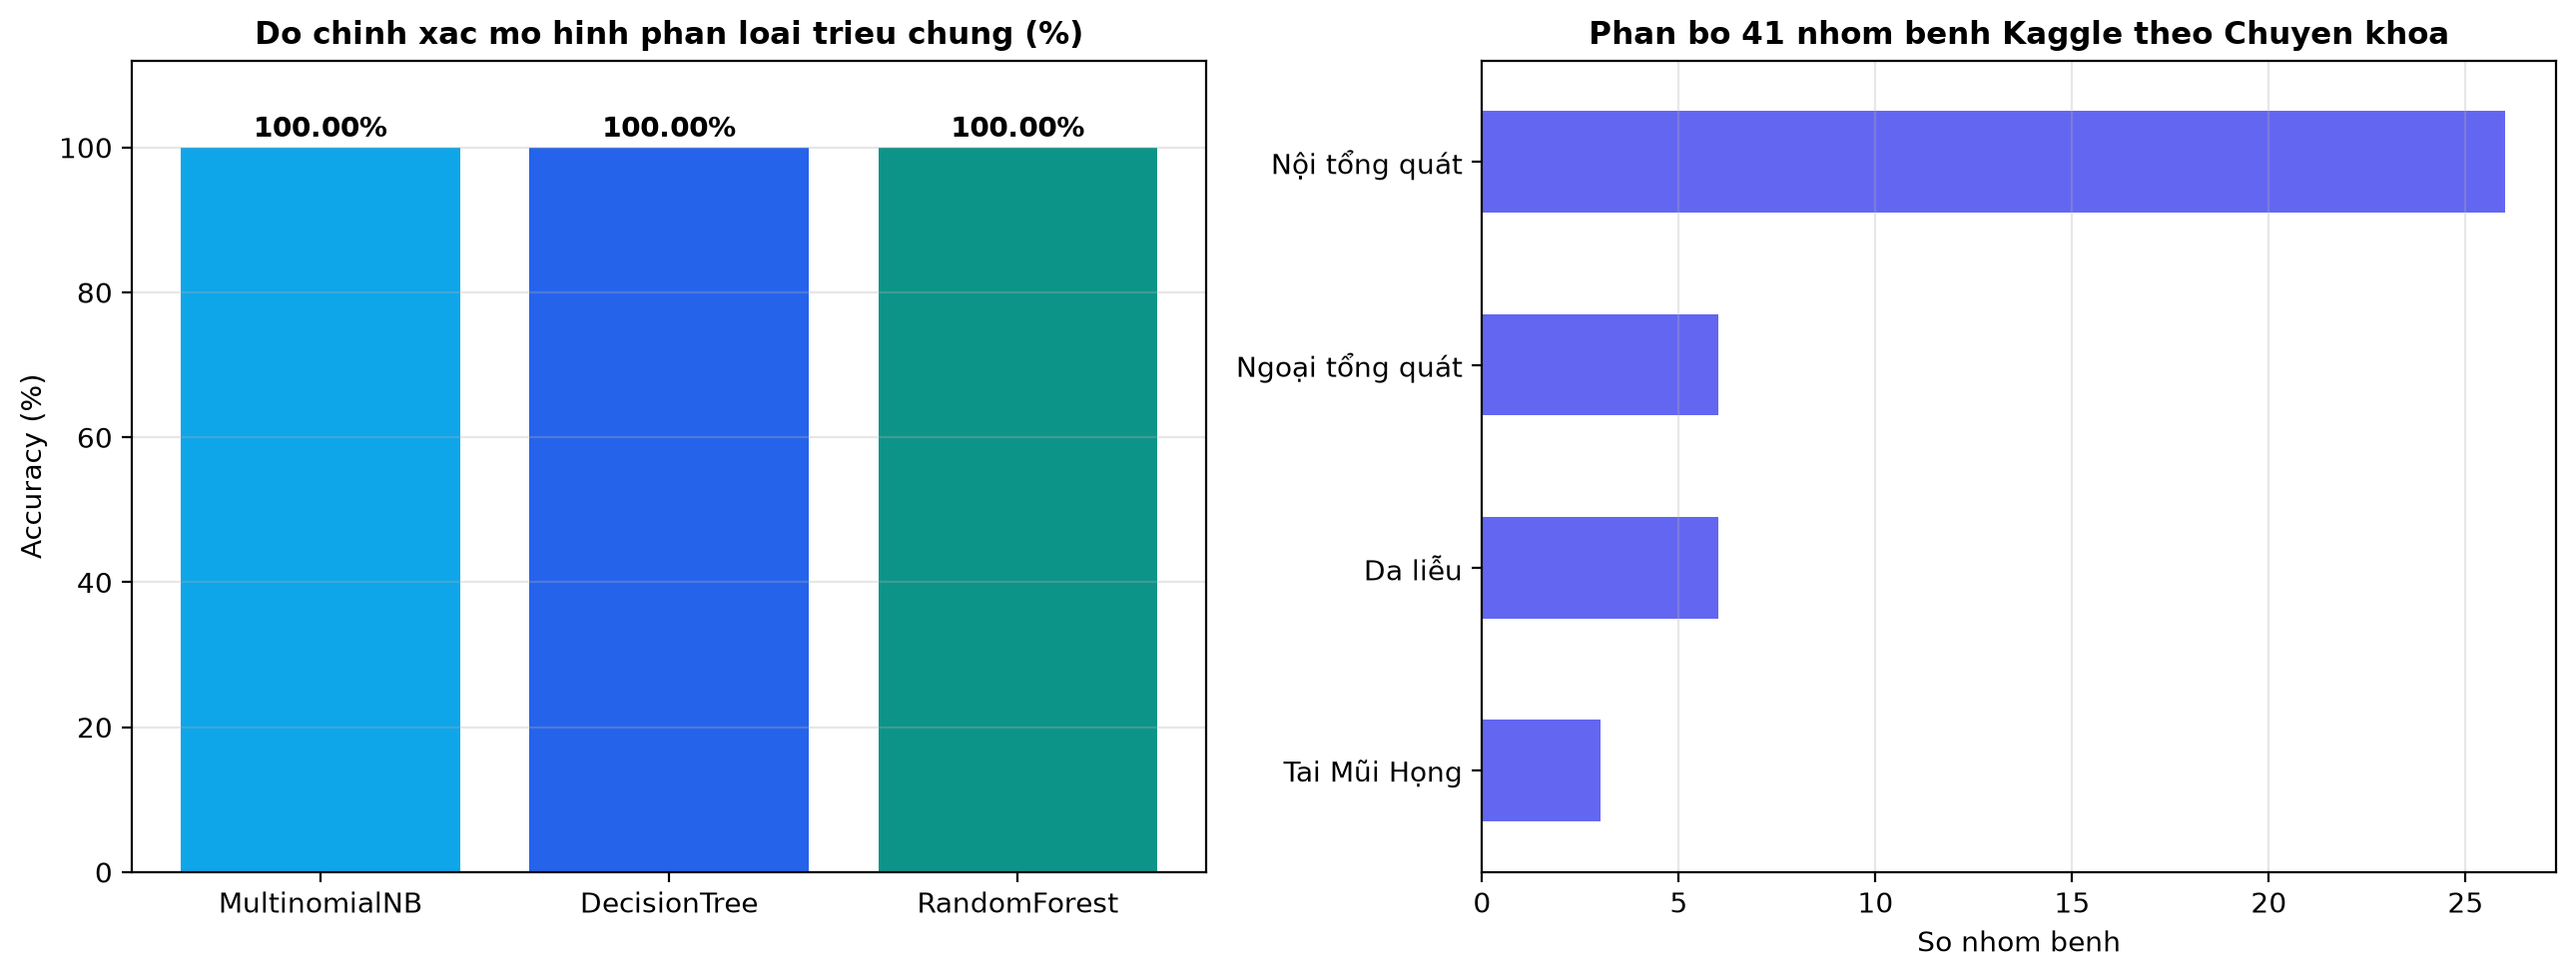 Do chinh xac mo hinh phan loai trieu chung (%)
100.00%
100.00%
100.00%
Accuracy (%)
100
80
60
40
20
0
MultinomialNB
DecisionTree
RandomForest
Phan bo 41 nhom benh Kaggle theo Chuyen khoa
Nội tổng quát
Ngoại tổng quát
Da liễu
Tai Mũi Họng
0
5
10
15
20
25
So nhom benh